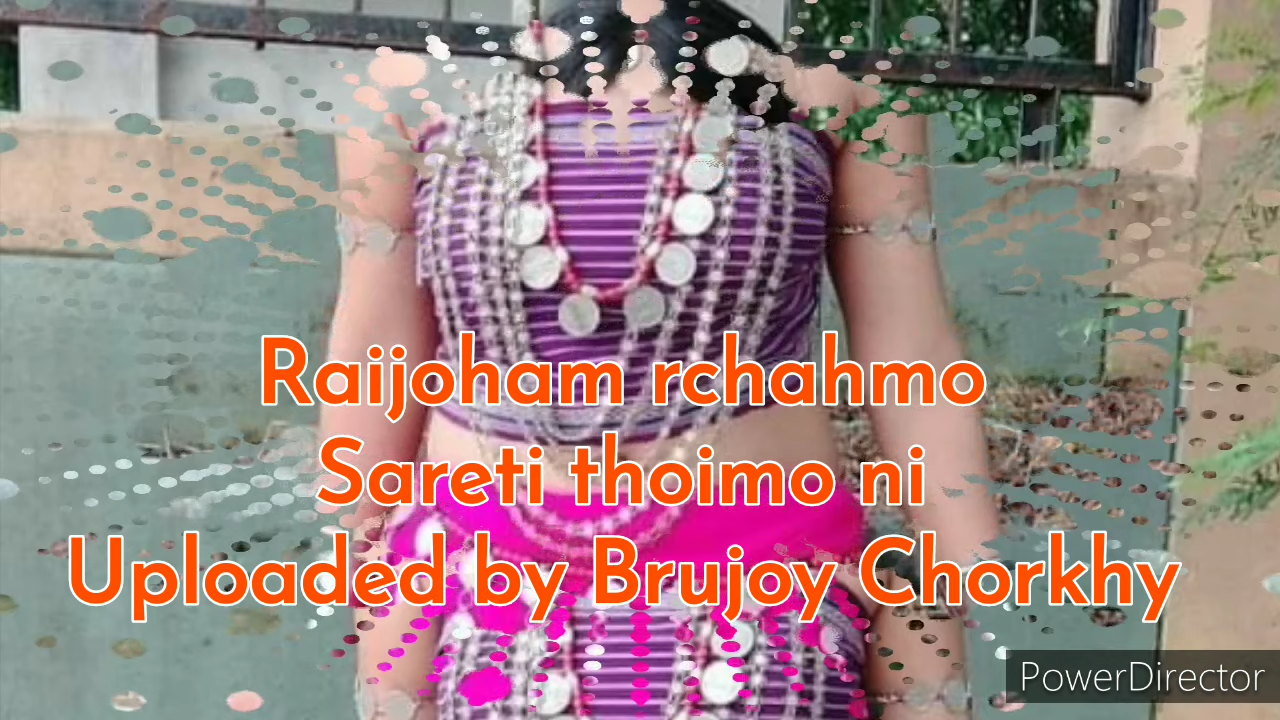 Raijoham rchahmo
Sareti thoimo ni
Uploaded by Brujoy Chorkhy
PowerDirector